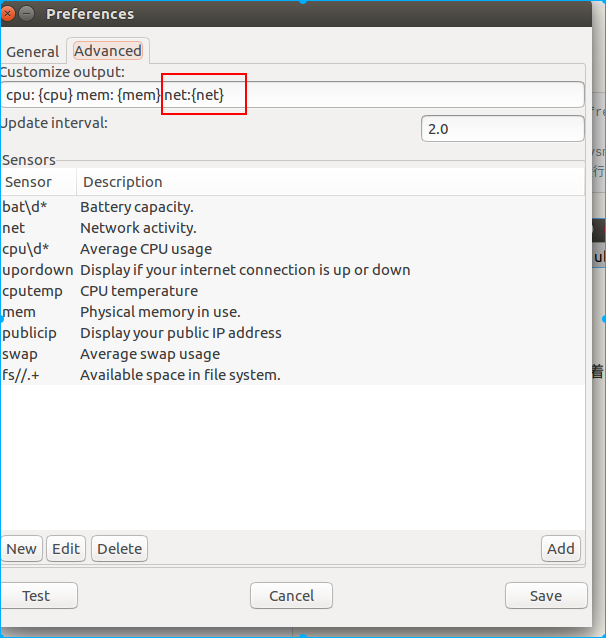 Preferences
General Advanced
Customize output:
cpu: {cpu} mem: {mem} net:{net}
Update interval: 2.0
Sensors
Sensor Description
bat\d* Battery capacity.
net Network activity.
cpu\d* Average CPU usage
upordown Display if your internet connection is up or down
cputemp CPU temperature
mem Physical memory in use.
publicip Display your public IP address
swap Average swap usage
fs//.+ Available space in file system.
New Edit Delete Add
Test Cancel Save
行
着